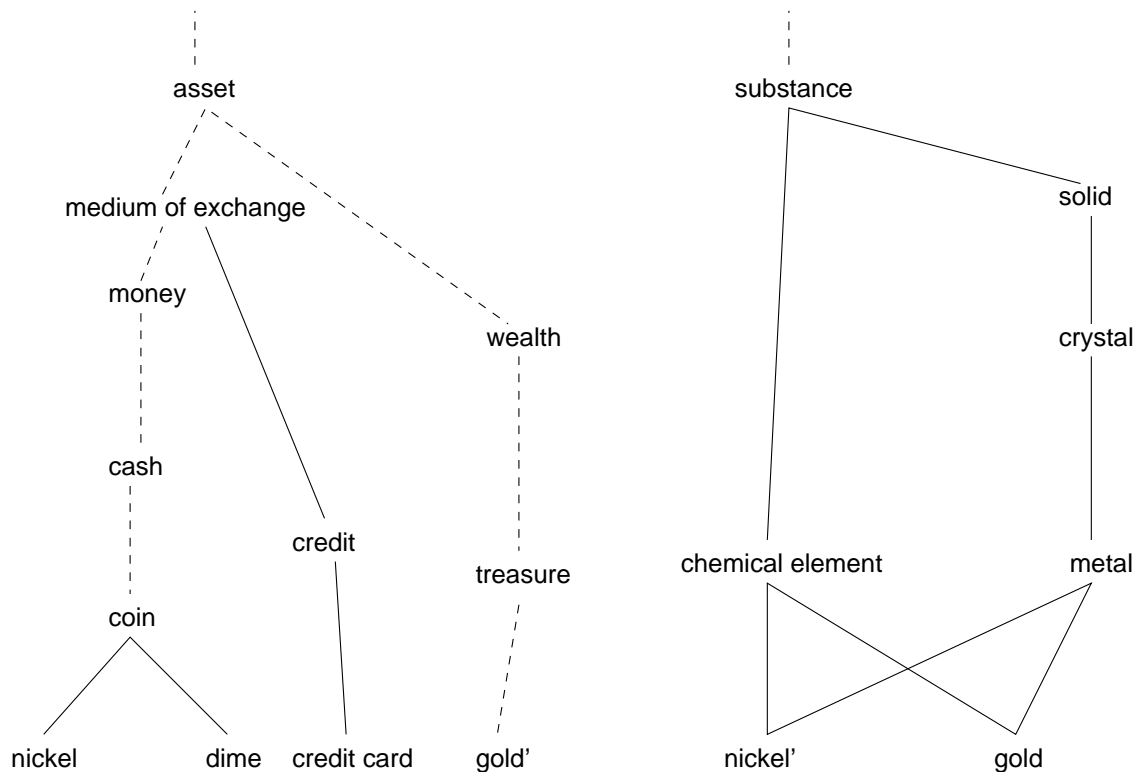 asset
substance
medium of exchange
solid
money
wealth
crystal
cash
credit
chemical element
metal
treasure
coin
nickel
dime
credit card
gold'
nickel'
gold